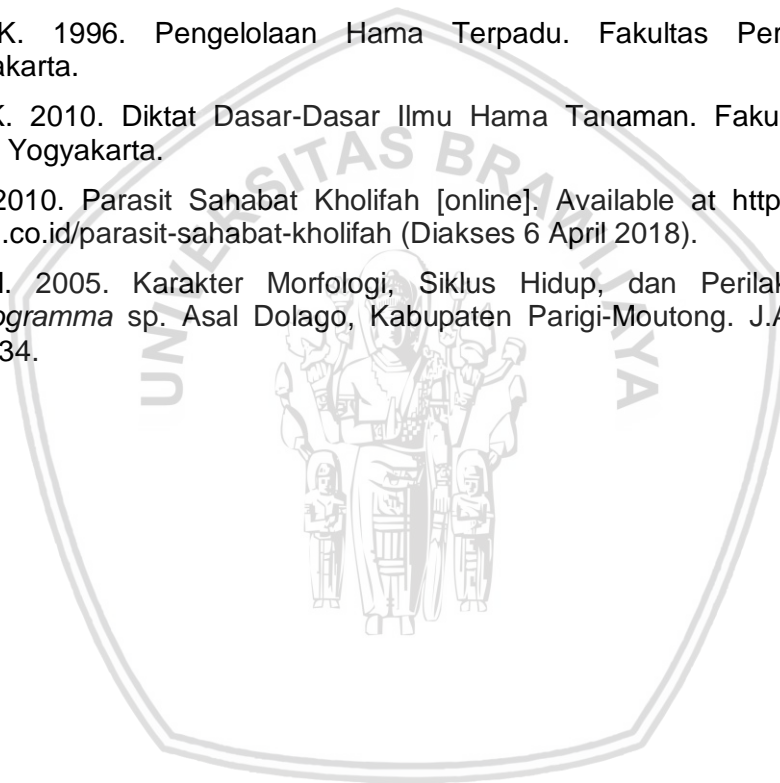 K. 1996. Pengelolaan Hama Terpadu. Fakultas Per
akarta.
K. 2010. Diktat Dasar-Dasar Ilmu Hama Tanaman. Faku
Yogyakarta.
2010. Parasit Sahabat Kholifah [online]. Available at http
.co.id/parasit-sahabat-kholifah (Diakses 6 April 2018).
2005. Karakter Morfologi, Siklus Hidup, dan Perilak
ogramma sp. Asal Dolago, Kabupaten Parigi-Moutong. J.A
34.
UNIVERSITAS BRAWIJAYA